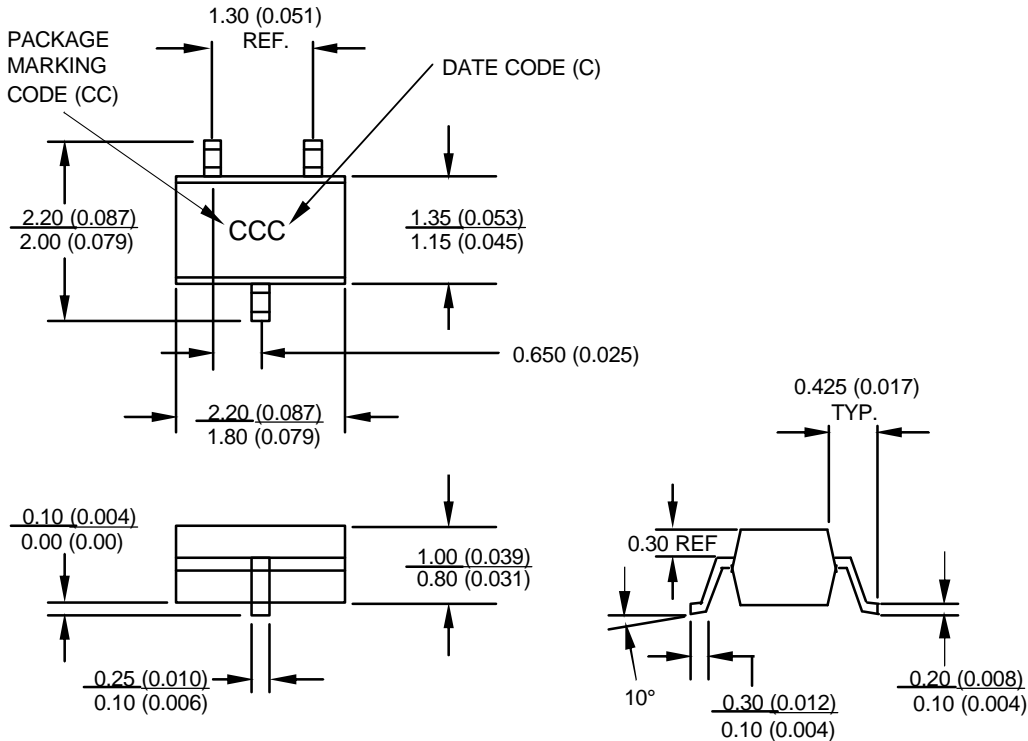 1.30 (0.051)
REF.
PACKAGE
MARKING
CODE (CC)
DATE CODE (C)
2.20 (0.087)
2.00 (0.079)
CCC
1.35 (0.053)
1.15 (0.045)
0.650 (0.025)
2.20 (0.087)
1.80 (0.079)
0.425 (0.017)
TYP.
0.10 (0.004)
0.00 (0.00)
1.00 (0.039)
0.80 (0.031)
0.30 REF
0.25 (0.010)
0.10 (0.006)
10°
0.30 (0.012)
0.10 (0.004)
0.20 (0.008)
0.10 (0.004)